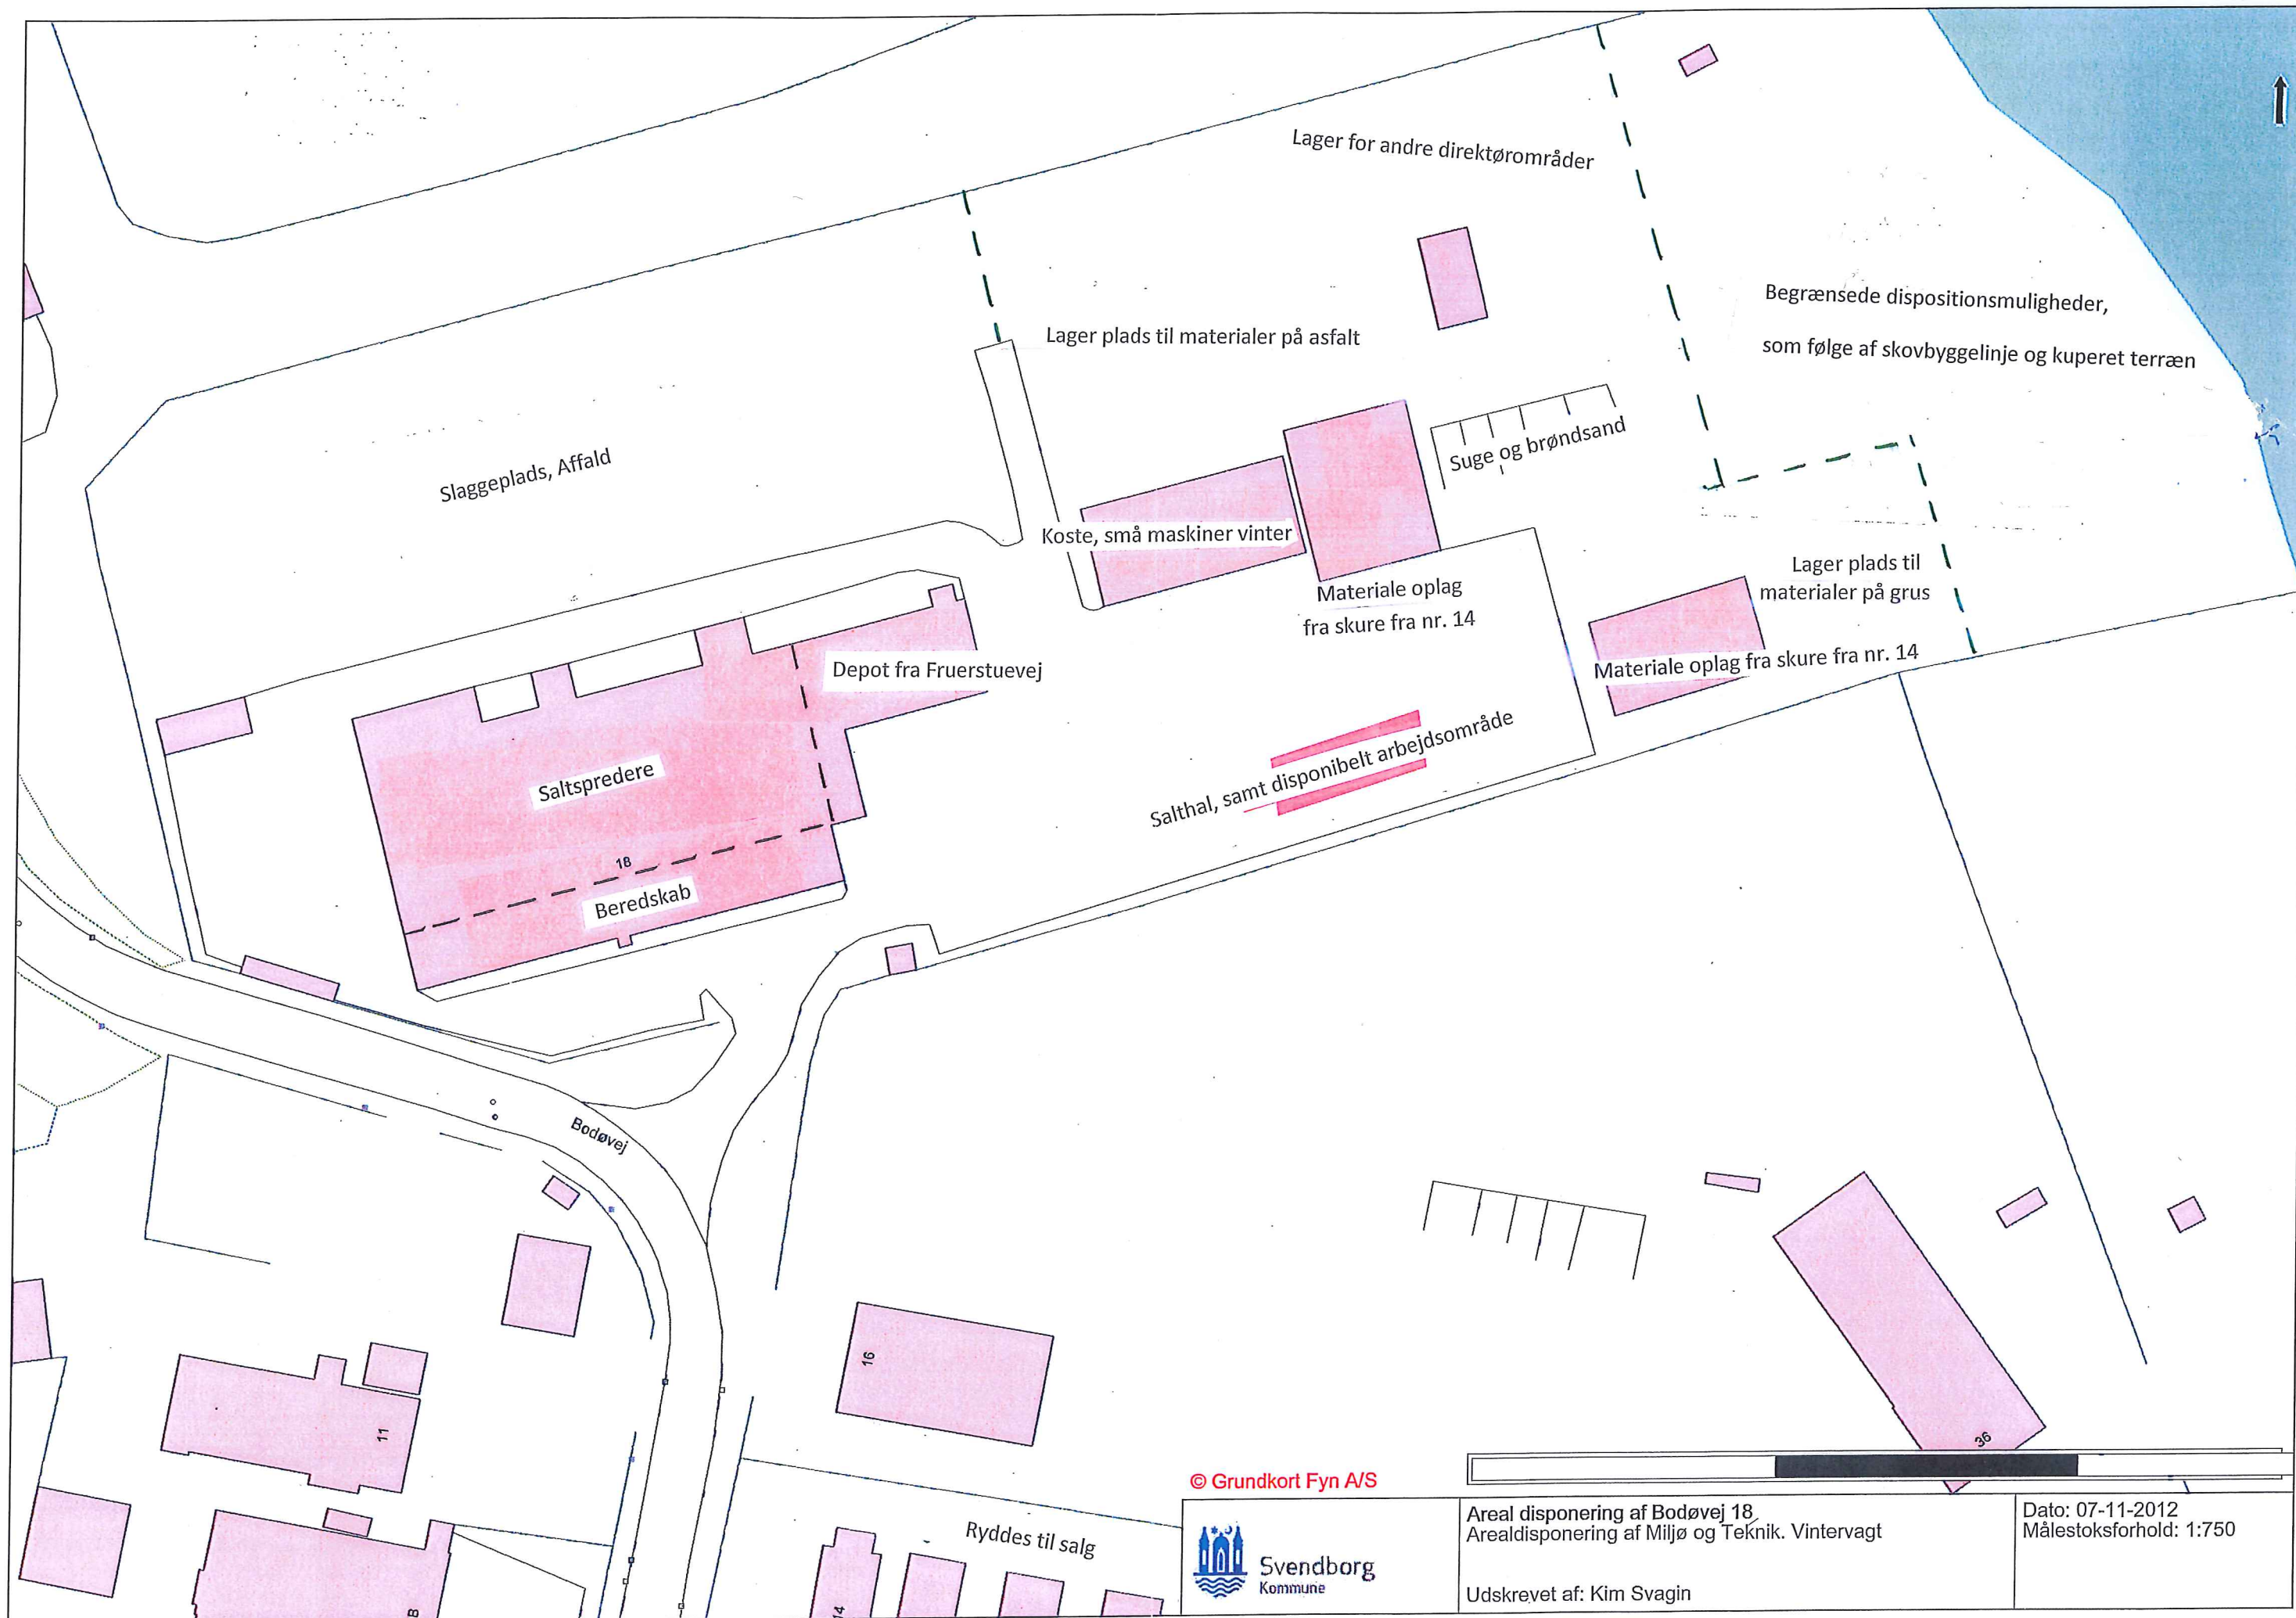 Lager for andre direktørområder
Begrænsede dispositionsmuligheder,
som følge af skovbyggelinje og kuperet terræn
Lager plads til materialer på asfalt
Slaggeplads, Affald
Suge og brøndsand
Koste, små maskiner vinter
Materiale oplag
fra skure fra nr. 14
Lager plads til
materialer på grus
Materiale oplag fra skure fra nr. 14
Depot fra Fruerstuevej
Saltspredere
Salthal, samt disponibelt arbejdsområde
18
Beredskab
Bodøvej
16
11
36
© Grundkort Fyn A/S
Ryddes til salg
14
B
Svendborg
Kommune
Areal disponering af Bodøvej 18
Arealdisponering af Miljø og Teknik. Vintervagt
Udskrevet af: Kim Svagin
Dato: 07-11-2012
Målestoksforhold: 1:750